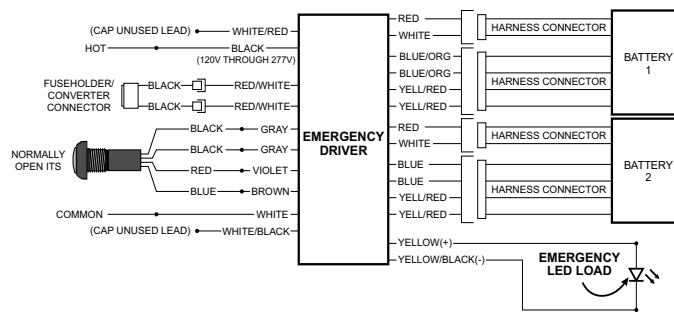 (CAP UNUSED LEAD) WHITE/RED
HOT BLACK
(120V THROUGH 277V)
FUSEHOLDER/
CONVERTER
CONNECTOR
BLACK RED/WHITE
BLACK RED/WHITE
NORMALLY
OPEN ITS
BLACK GRAY
BLACK GRAY
RED VIOLET
BLUE BROWN
COMMON WHITE
(CAP UNUSED LEAD) WHITE/BLACK
EMERGENCY
DRIVER
RED
WHITE
HARNESS CONNECTOR
BLUE/ORG
BLUE/ORG
YELL/RED
YELL/RED
HARNESS CONNECTOR
BATTERY
1
RED
WHITE
HARNESS CONNECTOR
BLUE
BLUE
YELL/RED
YELL/RED
HARNESS CONNECTOR
BATTERY
2
YELLOW(+)
YELLOW/BLACK(-)
EMERGENCY
LED LOAD